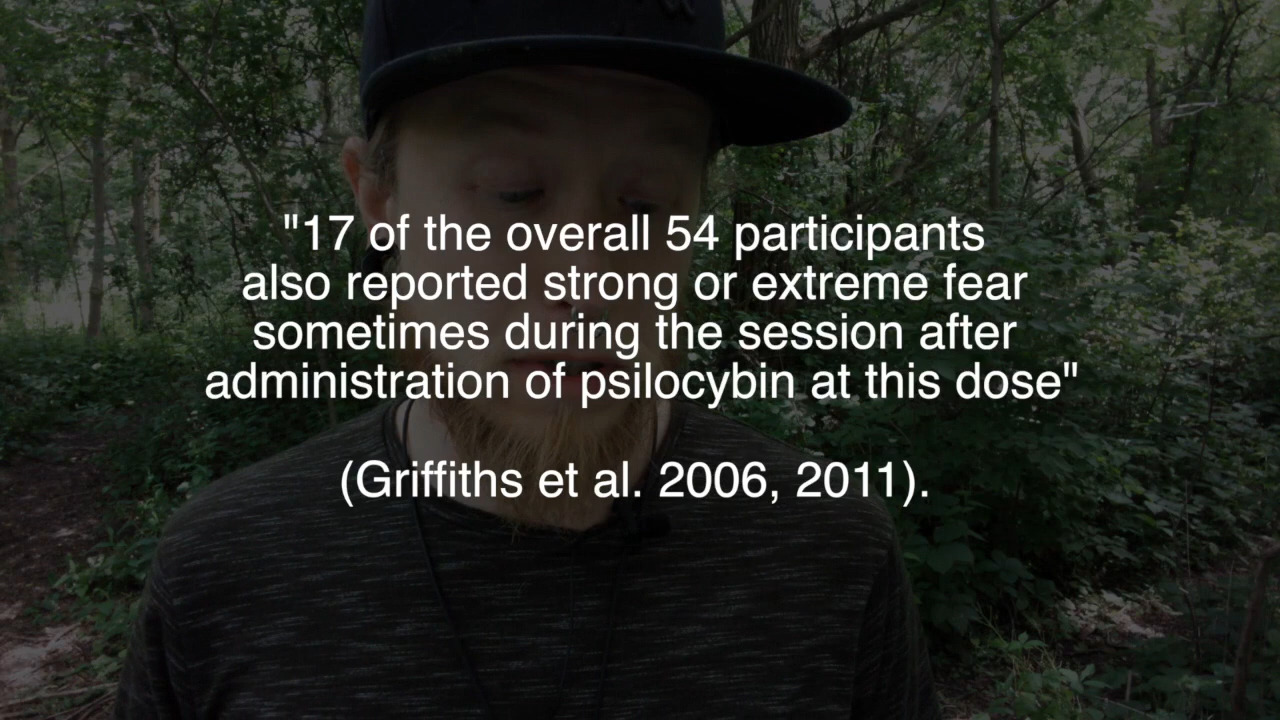 "17 of the overall 54 participants
also reported strong or extreme fear
sometimes during the session after
administration of psilocybin at this dose"
(Griffiths et al. 2006, 2011).